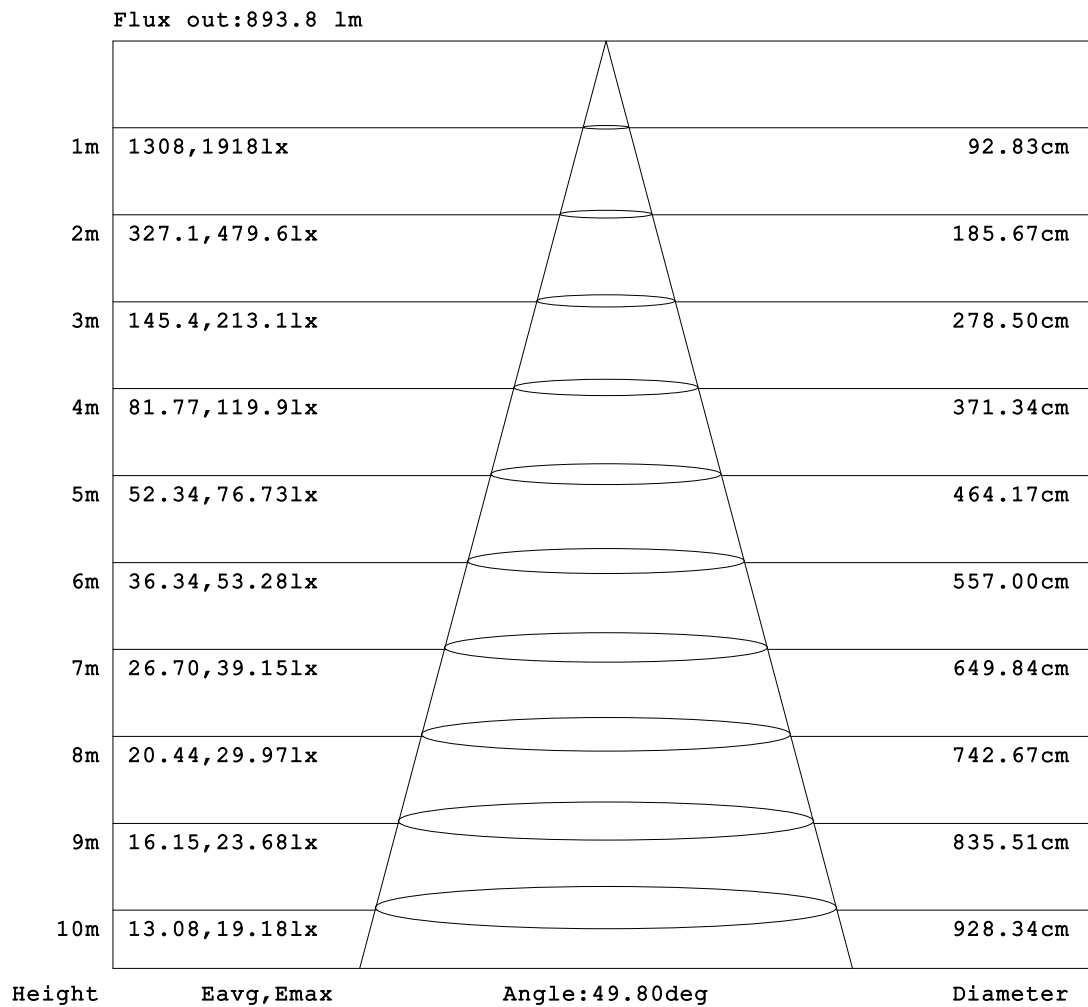 Flux out:893.8 lm
1m 1308,1918lx 92.83cm
2m 327.1,479.6lx 185.67cm
3m 145.4,213.1lx 278.50cm
4m 81.77,119.9lx 371.34cm
5m 52.34,76.73lx 464.17cm
6m 36.34,53.28lx 557.00cm
7m 26.70,39.15lx 649.84cm
8m 20.44,29.97lx 742.67cm
9m 16.15,23.68lx 835.51cm
10m 13.08,19.18lx 928.34cm
Height Eavg,Emax Angle:49.80deg Diameter